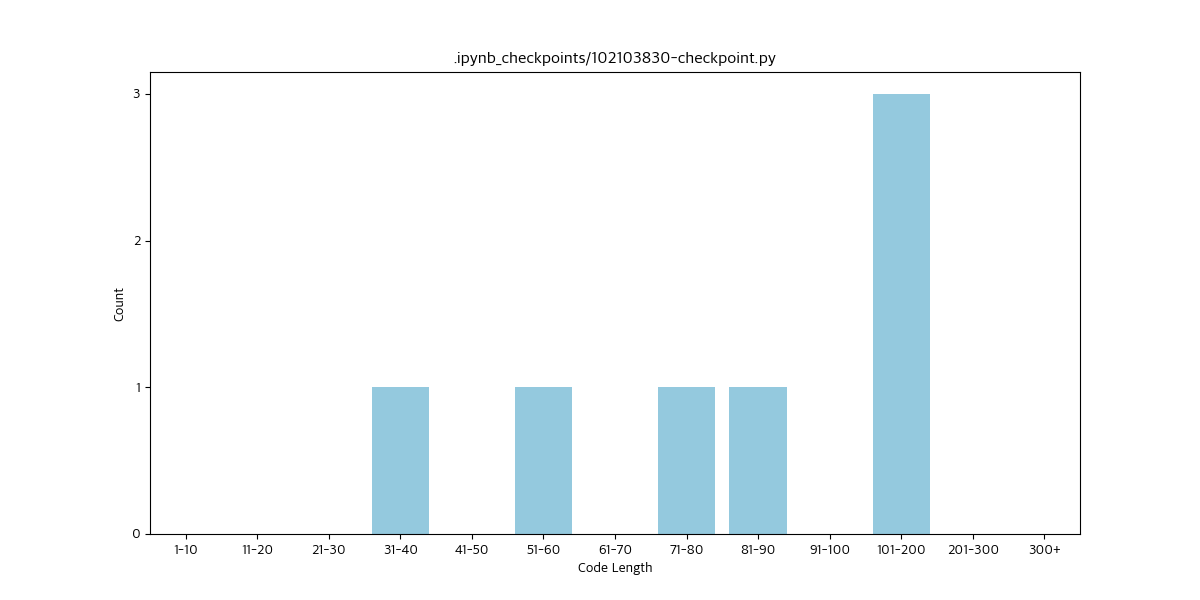 .ipynb_checkpoints/102103830-checkpoint.py
3
2
1
0
Count
1-10 11-20 21-30 31-40 41-50 51-60 61-70 71-80 81-90 91-100 101-200 201-300 300+
Code Length